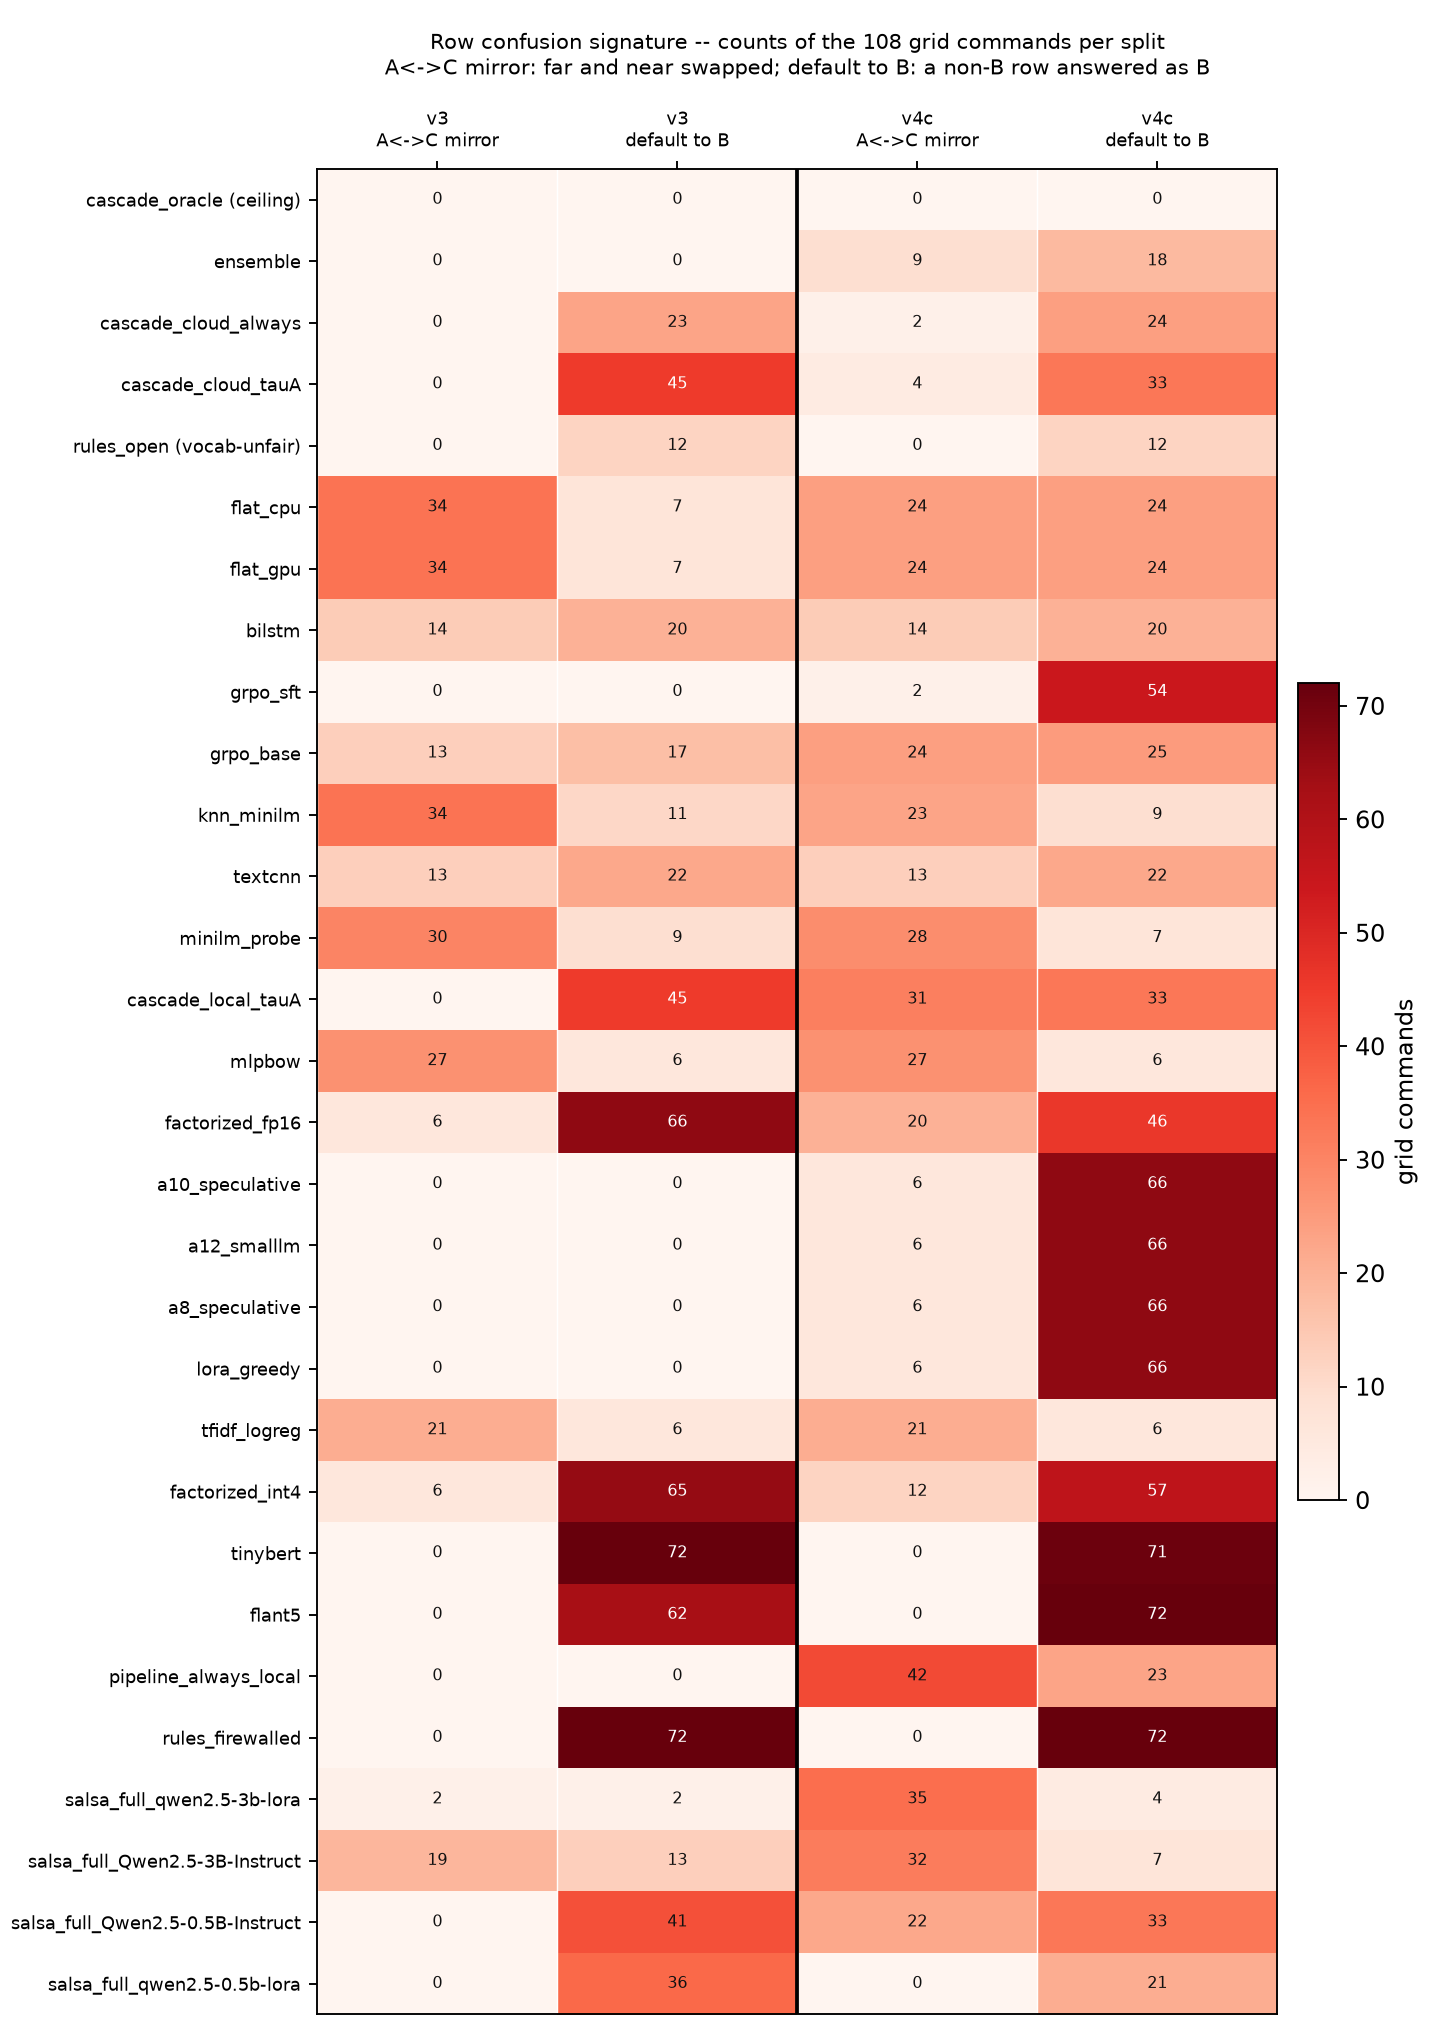 Row confusion signature -- counts of the 108 grid commands per split
A<->C mirror: far and near swapped; default to B: a non-B row answered as B
v3 v3 v4c v4c
A<->C mirror default to B A<->C mirror default to B
cascade_oracle (ceiling) 0 0 0 0
ensemble 0 0 9 18
cascade_cloud_always 0 23 2 24
cascade_cloud_tauA 0 45 4 33
rules_open (vocab-unfair) 0 12 0 12
flat_cpu 34 7 24 24
flat_gpu 34 7 24 24
bilstm 14 20 14 20
grpo_sft 0 0 2 54
grpo_base 13 17 24 25
knn_minilm 34 11 23 9
textcnn 13 22 13 22
minilm_probe 30 9 28 7
cascade_local_tauA 0 45 31 33
mlpbow 27 6 27 6
factorized_fp16 6 66 20 46
a10_speculative 0 0 6 66
a12_smalllm 0 0 6 66
a8_speculative 0 0 6 66
lora_greedy 0 0 6 66
tfidf_logreg 21 6 21 6
factorized_int4 6 65 12 57
tinybert 0 72 0 71
flant5 0 62 0 72
pipeline_always_local 0 0 42 23
rules_firewalled 0 72 0 72
salsa_full_qwen2.5-3b-lora 2 2 35 4
salsa_full_Qwen2.5-3B-Instruct 19 13 32 7
salsa_full_Qwen2.5-0.5B-Instruct 0 41 22 33
salsa_full_qwen2.5-0.5b-lora 0 36 0 21
70
60
50
40
30
20
10
0
grid commands